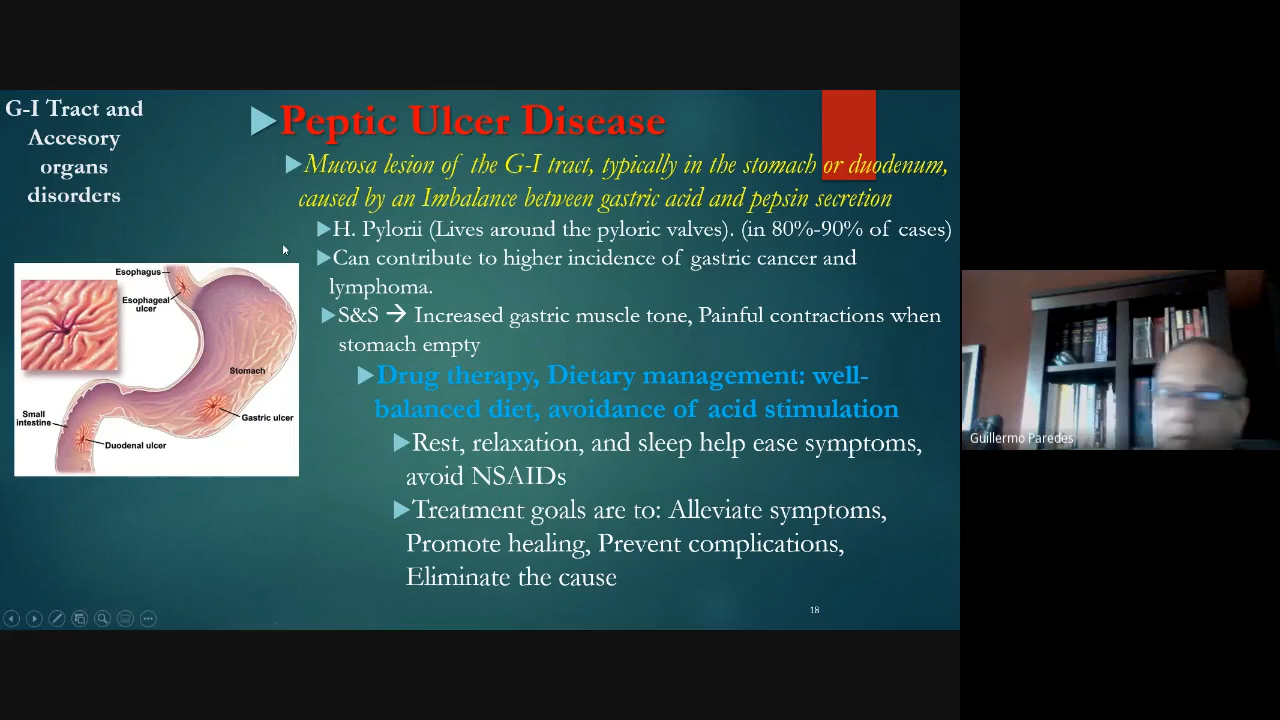 G-I Tract and
Accesory
organs
disorders
Peptic Ulcer Disease
Mucosa lesion of the G-I tract, typically in the stomach or duodenum,
caused by an Imbalance between gastric acid and pepsin secretion
H. Pylorii (Lives around the pyloric valves). (in 80%-90% of cases)
Can contribute to higher incidence of gastric cancer and
lymphoma.
S&S → Increased gastric muscle tone, Painful contractions when
stomach empty
Drug therapy, Dietary management: well-
balanced diet, avoidance of acid stimulation
Rest, relaxation, and sleep help ease symptoms,
avoid NSAIDs
Treatment goals are to: Alleviate symptoms,
Promote healing, Prevent complications,
Eliminate the cause
18
Esophagus
Esophageal
ulcer
Stomach
Gastric ulcer
Small
intestine
Duodenal ulcer
Guillermo Paredes